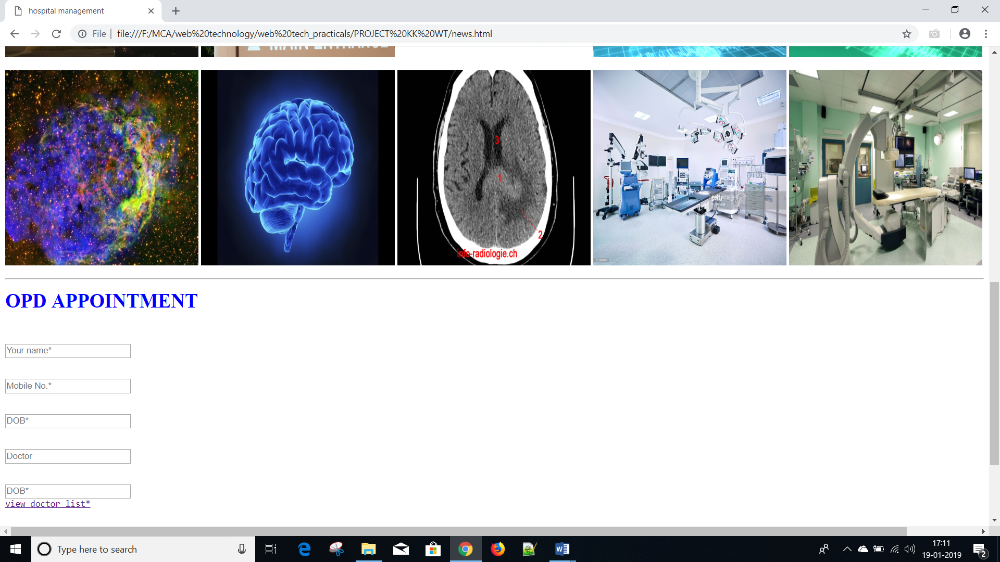 hospital management
File
file:///F:/MCA/web%20technology/web%20tech_practicals/PROJECT%20KK%20WT/news.html
MAIN ENTRANCE
3
1
2
info-radiologie.ch
gettyimages
OPD APPOINTMENT
Your name*
Mobile No.*
DOB*
Doctor
DOB*
view doctor list*
Type here to search
17:11
19-01-2019
2